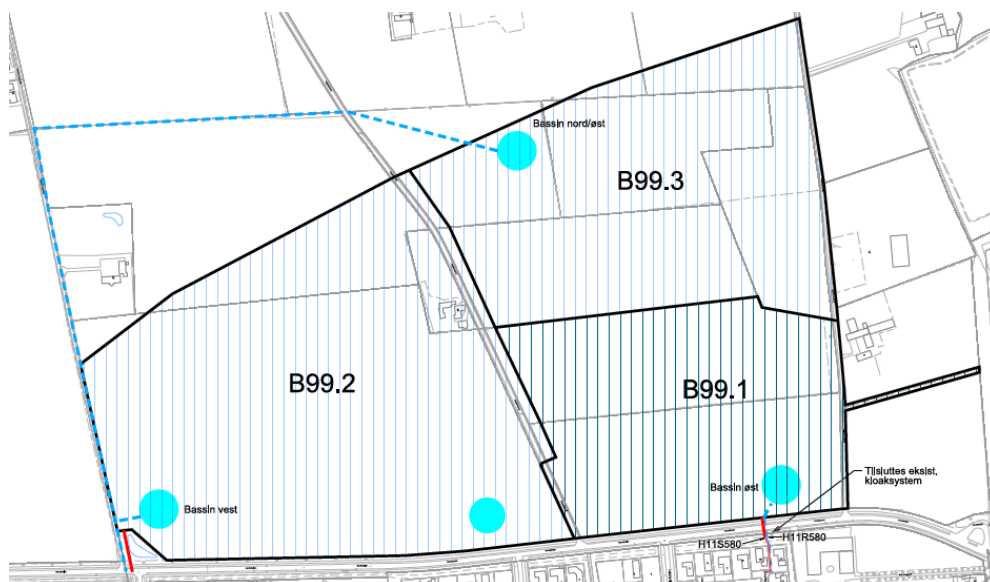 Bassin nord/øst
B99.3
B99.2
B99.1
Tilsluttes eksist.
kloaksystem
Bassin øst
Bassin vest
H11S580
H11R580